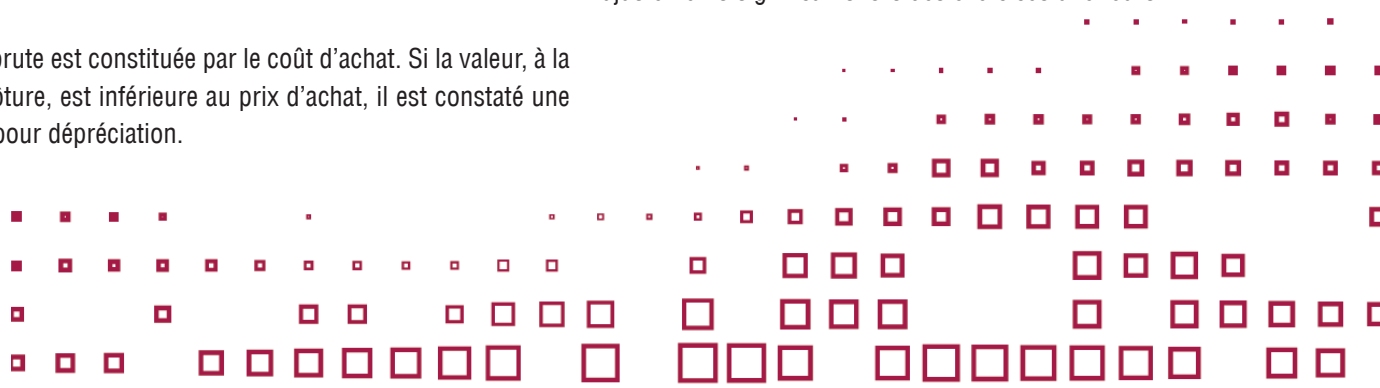 brute est constituée par le coût d’achat. Si la valeur, à la
ôture, est inférieure au prix d’achat, il est constaté une
pour dépréciation.